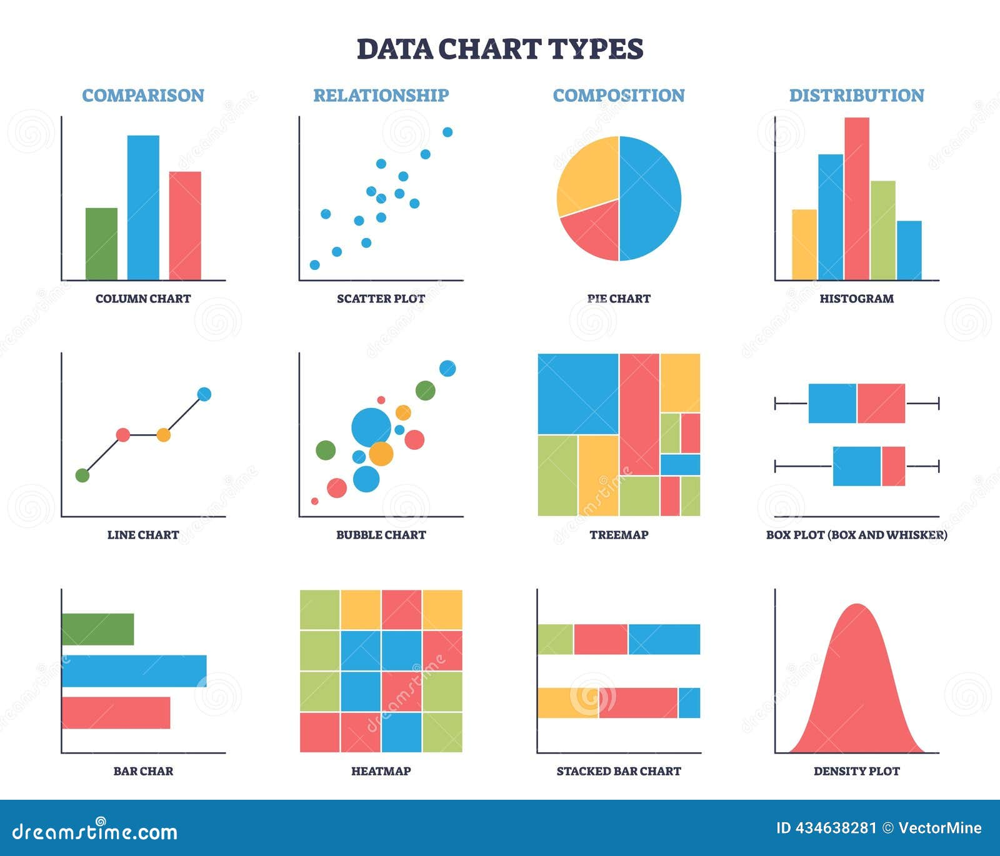 DATA CHART TYPES
COMPARISON
RELATIONSHIP
COMPOSITION
DISTRIBUTION
COLUMN CHART
SCATTER PLOT
PIE CHART
HISTOGRAM
LINE CHART
BUBBLE CHART
TREEMAP
BOX PLOT (BOX AND WHISKER)
BAR CHAR
HEATMAP
STACKED BAR CHART
DENSITY PLOT
dreamstime.com
ID 434638281 © VectorMine